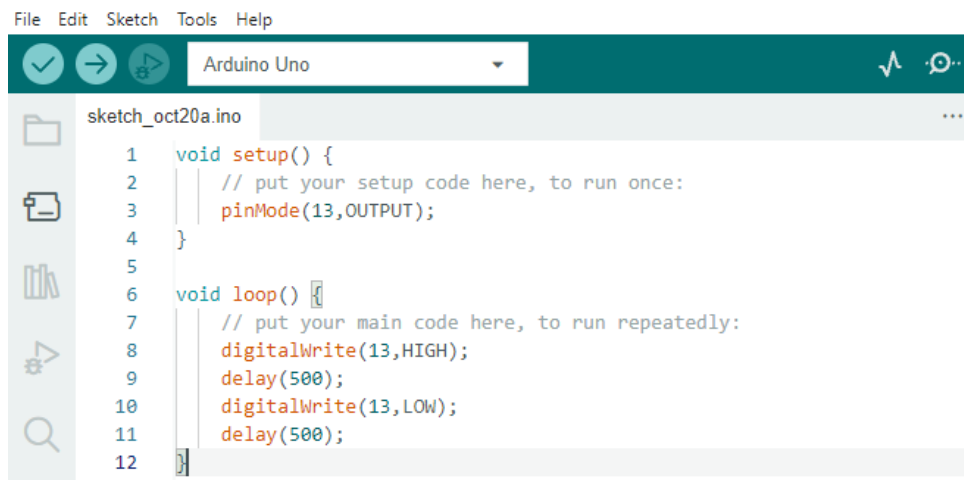 File Edit Sketch Tools Help
Arduino Uno
sketch_oct20a.ino
1 void setup() {
2 // put your setup code here, to run once:
3 pinMode(13,OUTPUT);
4 }
5
6 void loop() {
7 // put your main code here, to run repeatedly:
8 digitalWrite(13,HIGH);
9 delay(500);
10 digitalWrite(13,LOW);
11 delay(500);
12 }